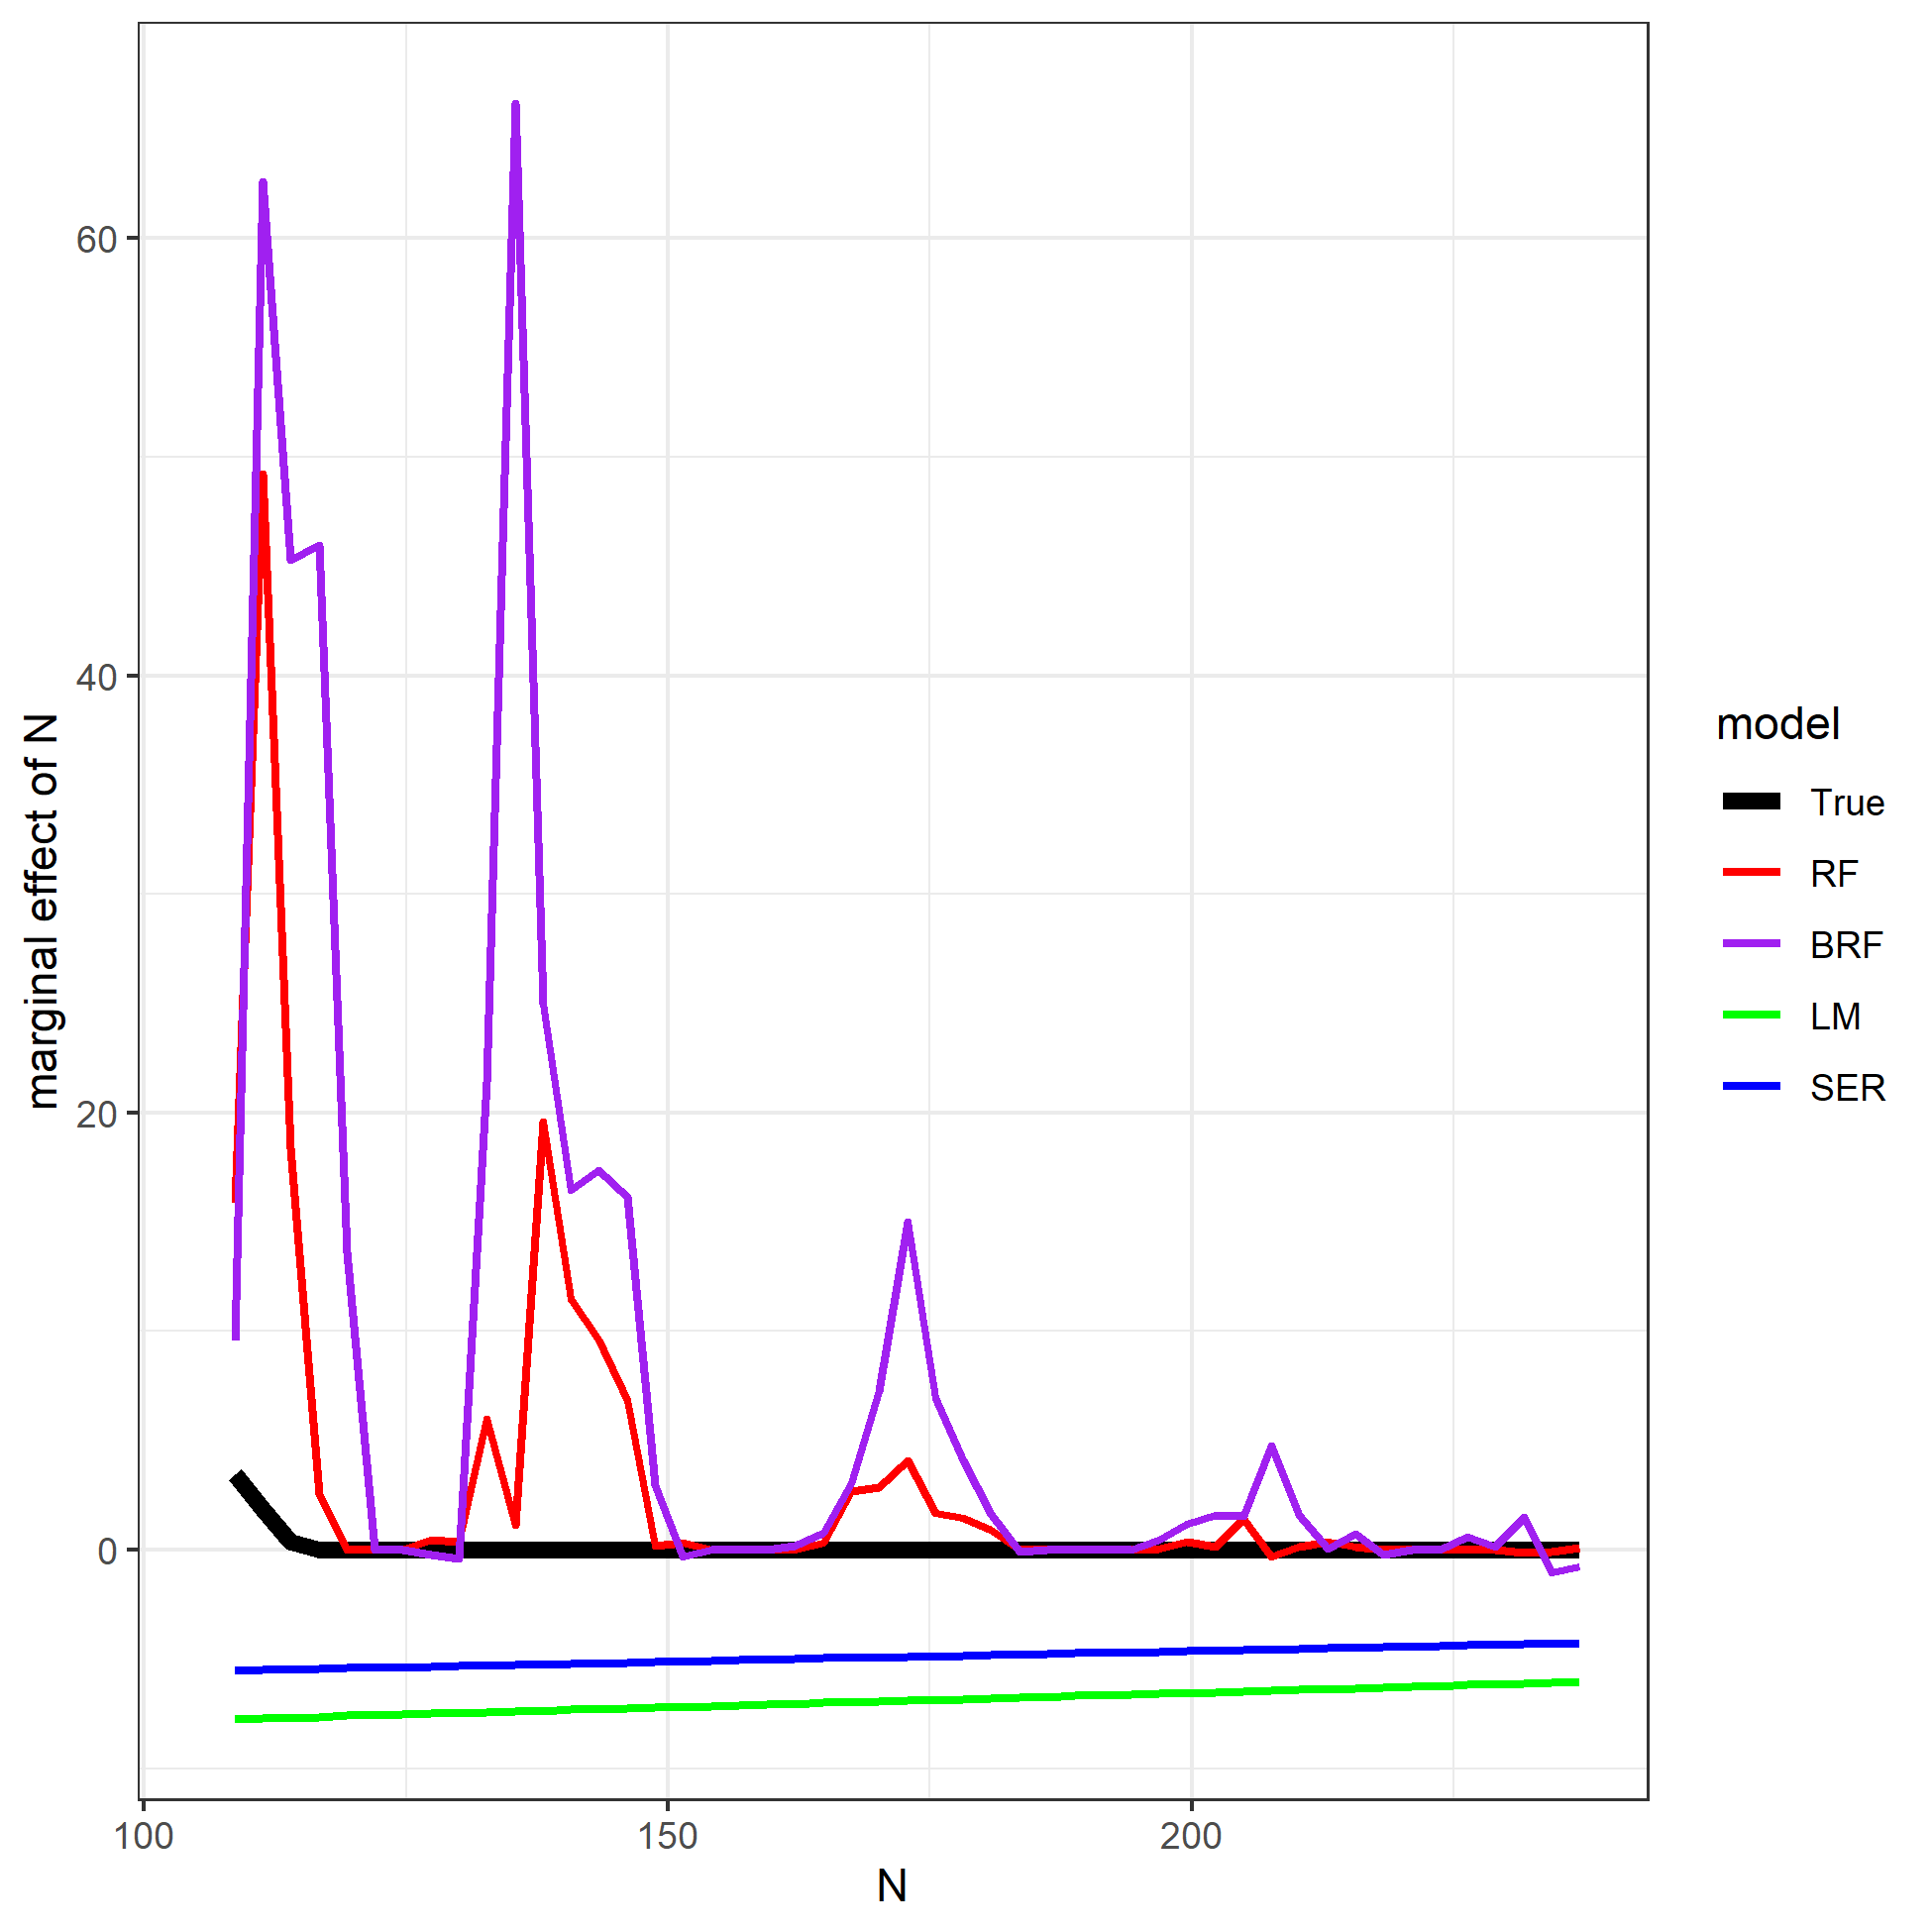 marginal effect of N
60
40
20
0
100
150
200
N
model
True
RF
BRF
LM
SER